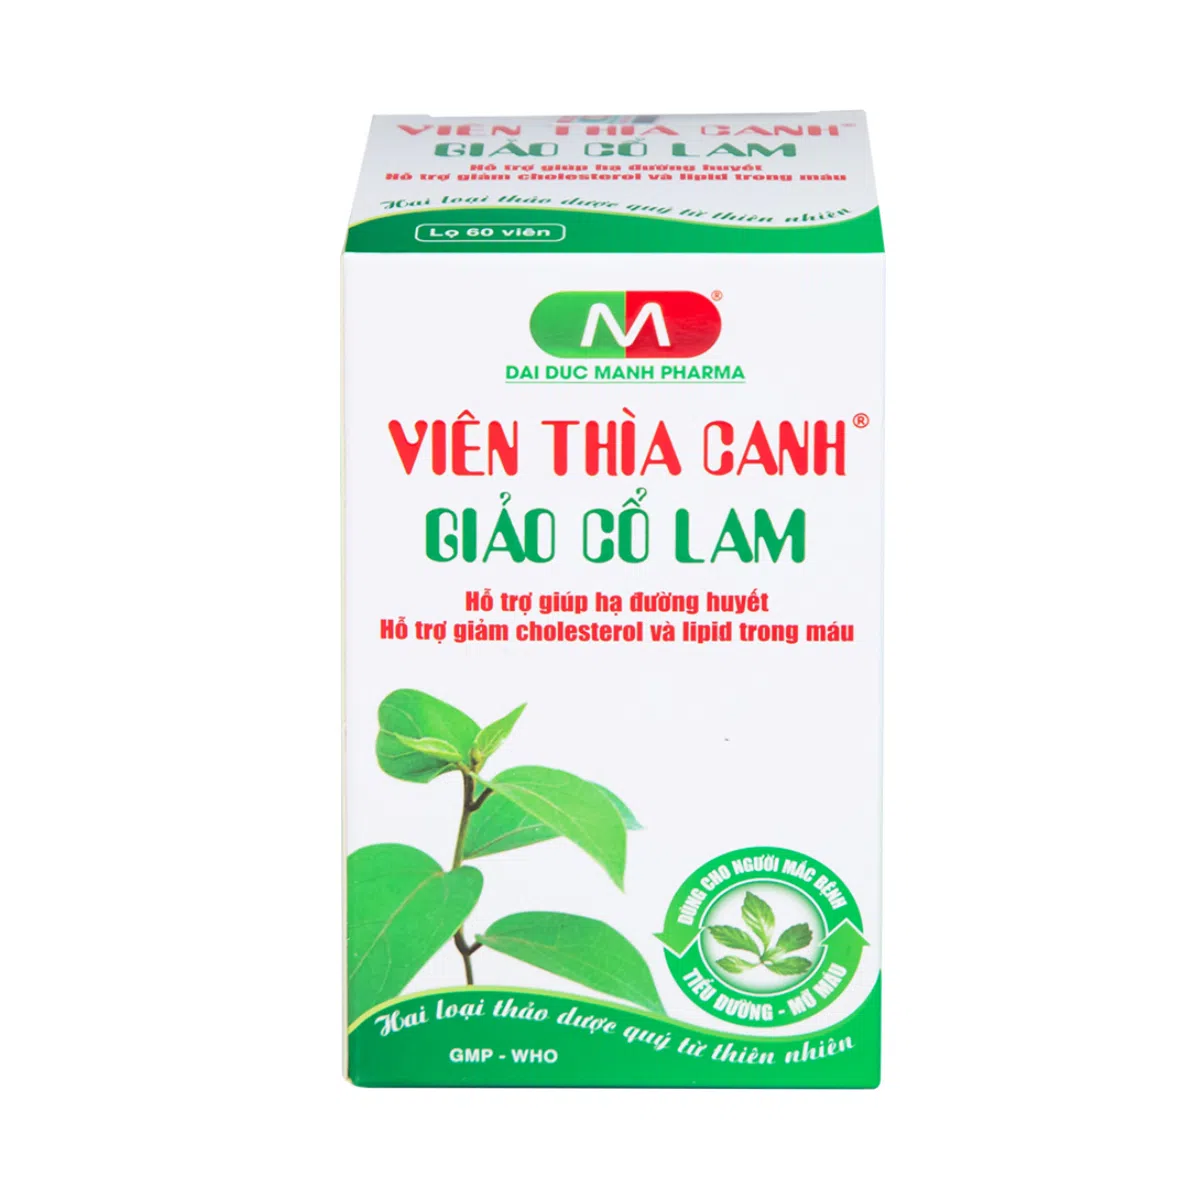 VIÊN THÌA CANH®
GIẢO CỔ LAM
Hỗ trợ giúp hạ đường huyết
Hỗ trợ giảm cholesterol và lipid trong máu
Hai loại thảo dược quý từ thiên nhiên
Lọ 60 viên
M®
DAI DUC MANH PHARMA
VIÊN THÌA CANH®
GIẢO CỔ LAM
Hỗ trợ giúp hạ đường huyết
Hỗ trợ giảm cholesterol và lipid trong máu
DÙNG CHO NGƯỜI MẮC BỆNH
TIỂU ĐƯỜNG - MỠ MÁU
Hai loại thảo dược quý từ thiên nhiên
GMP - WHO